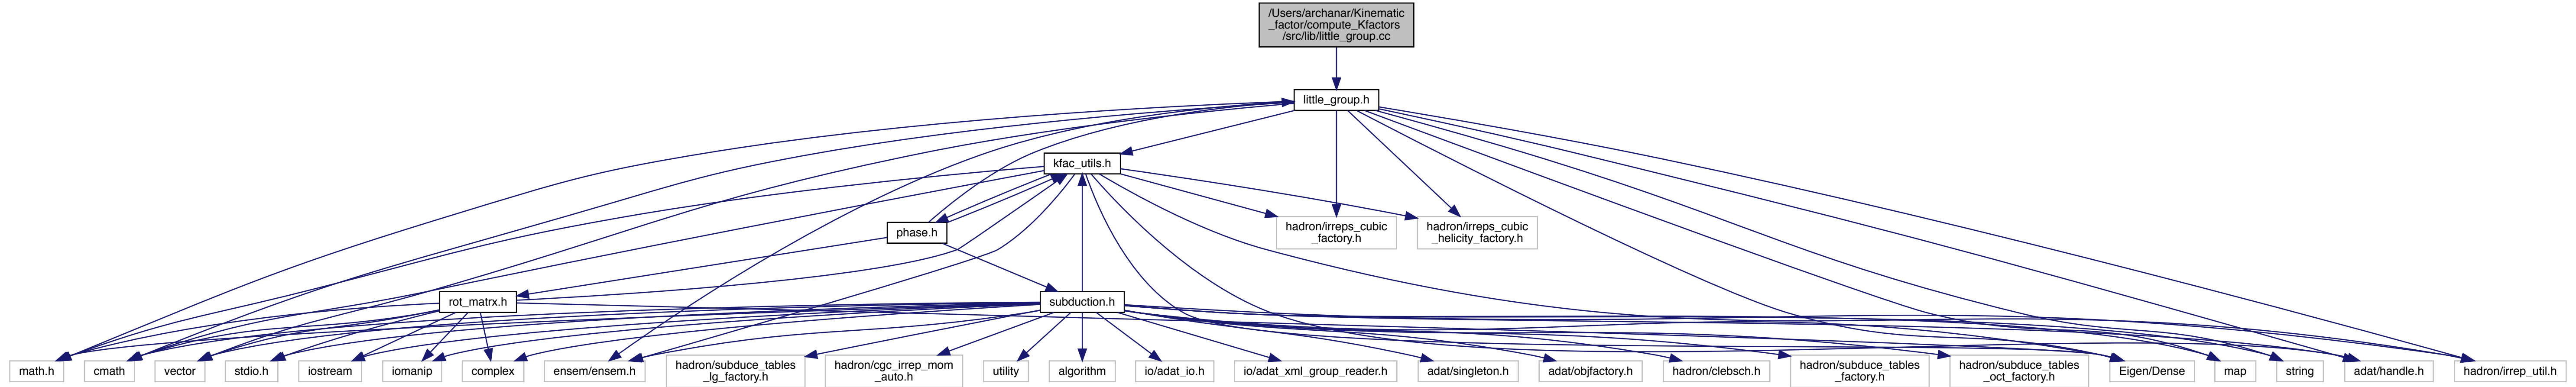 /Users/archanar/Kinematic
_factor/compute_Kfactors
/src/lib/little_group.cc
little_group.h
kfac_utils.h
phase.h
hadron/irreps_cubic
_factory.h
hadron/irreps_cubic
_helicity_factory.h
rot_matrx.h
subduction.h
math.h
cmath
vector
stdio.h
iostream
iomanip
complex
ensem/ensem.h
hadron/subduce_tables
_lg_factory.h
hadron/cgc_irrep_mom
_auto.h
utility
algorithm
io/adat_io.h
io/adat_xml_group_reader.h
adat/singleton.h
adat/objfactory.h
hadron/clebsch.h
hadron/subduce_tables
_factory.h
hadron/subduce_tables
_oct_factory.h
Eigen/Dense
map
string
adat/handle.h
hadron/irrep_util.h